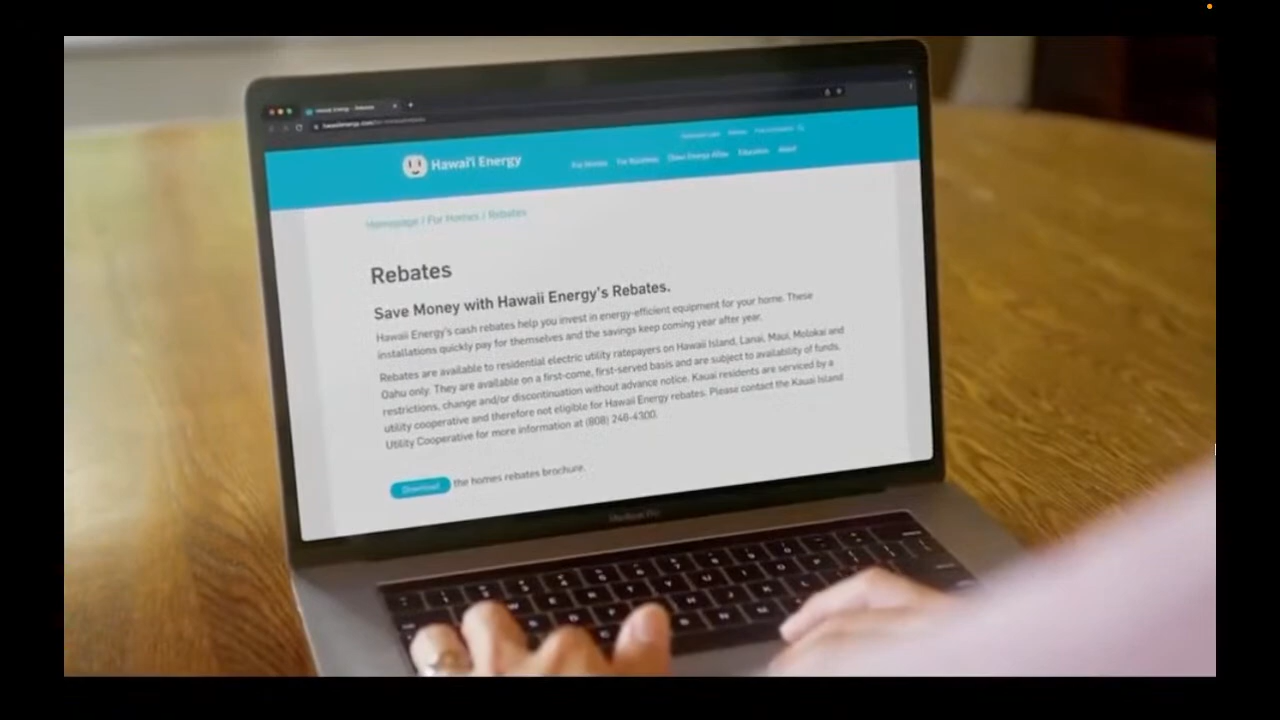 Hawai'i Energy - Rebates
Hawai'i Energy
For Homes For Business Clean Energy Allies Education About
Homepage / For Homes / Rebates
Rebates
Save Money with Hawaii Energy's Rebates.
Hawaii Energy's cash rebates help you invest in energy-efficient equipment for your home. These
installations quickly pay for themselves and the savings keep coming year after year.
Rebates are available to residential electric utility ratepayers on Hawaii Island, Lanai, Maui, Molokai and
Oahu only. They are available on a first-come, first-served basis and are subject to availability of funds,
restrictions, change and/or discontinuation without advance notice. Kauai residents are serviced by a
utility cooperative and therefore not eligible for Hawaii Energy rebates. Please contact the Kauai Island
Utility Cooperative for more information at (808) 246-4300.
Download the homes rebates brochure.
MacBook Pro